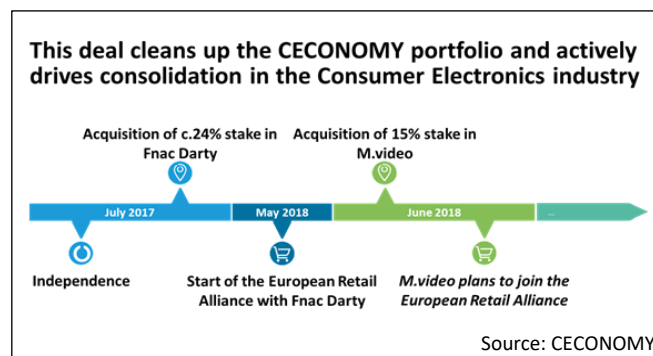 This deal cleans up the CECONOMY portfolio and actively
drives consolidation in the Consumer Electronics industry
Acquisition of c.24% stake in
Fnac Darty
Acquisition of 15% stake in
M.video
July 2017
May 2018
June 2018
...
Independence
Start of the European Retail
Alliance with Fnac Darty
M.video plans to join the
European Retail Alliance
Source: CECONOMY